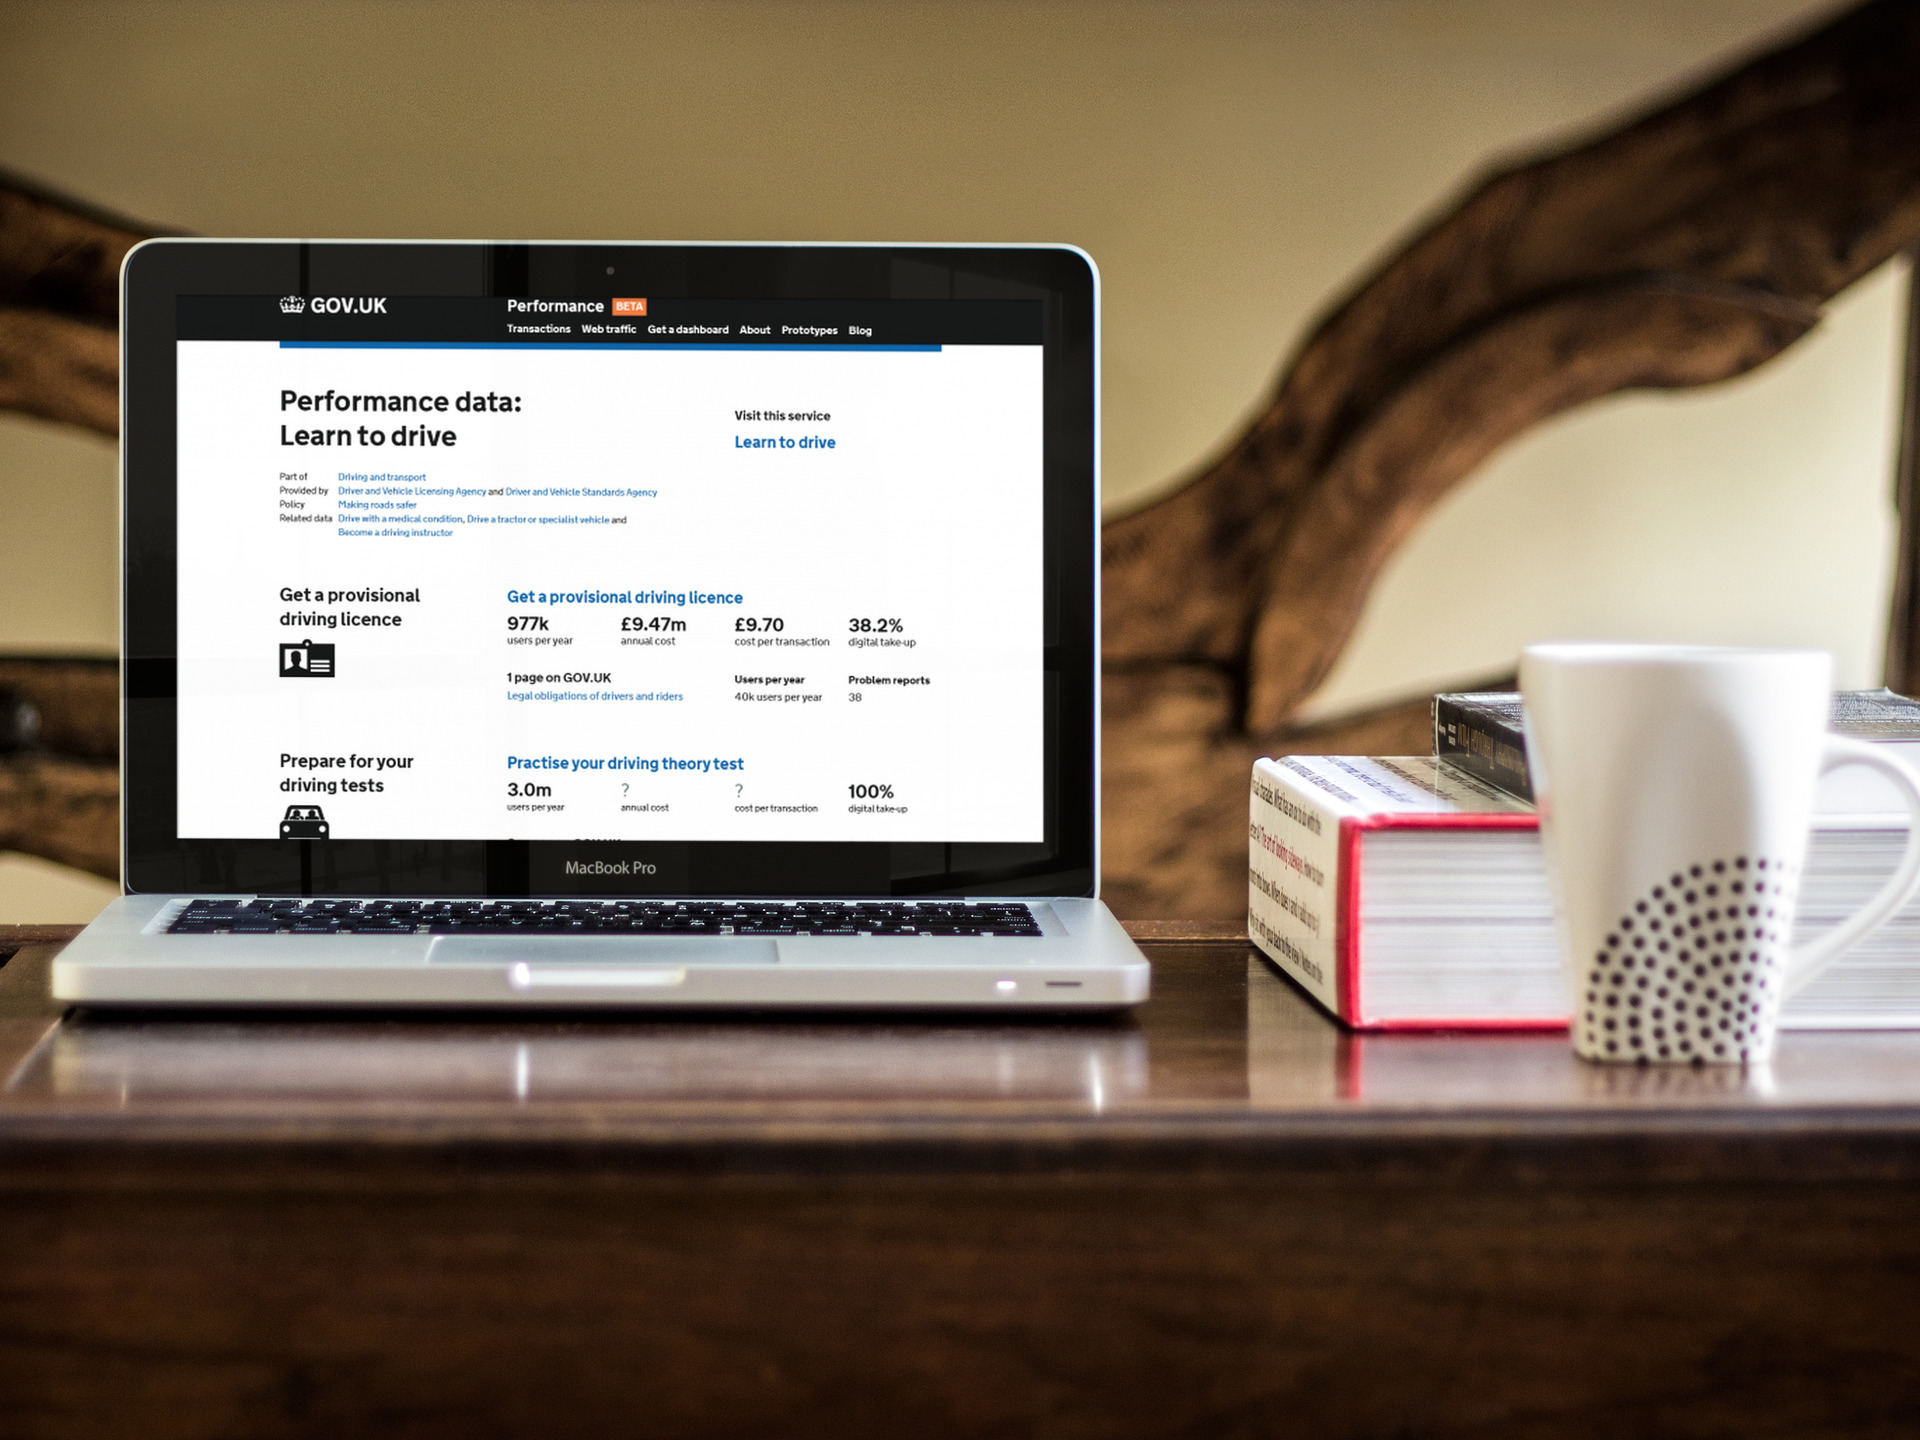 GOV.UK
Performance BETA
Transactions Web traffic Get a dashboard About Prototypes Blog
Performance data:
Learn to drive
Visit this service
Learn to drive
Part of Driving and transport
Provided by Driver and Vehicle Licensing Agency and Driver and Vehicle Standards Agency
Policy Making roads safer
Related data Drive with a medical condition, Drive a tractor or specialist vehicle and
Become a driving instructor
Get a provisional
driving licence
Get a provisional driving licence
977k £9.47m £9.70 38.2%
users per year annual cost cost per transaction digital take-up
1 page on GOV.UK Users per year Problem reports
Legal obligations of drivers and riders 40k users per year 38
Prepare for your
driving tests
Practise your driving theory test
3.0m ? ? 100%
users per year annual cost cost per transaction digital take-up
MacBook Pro
The art of looking sideways